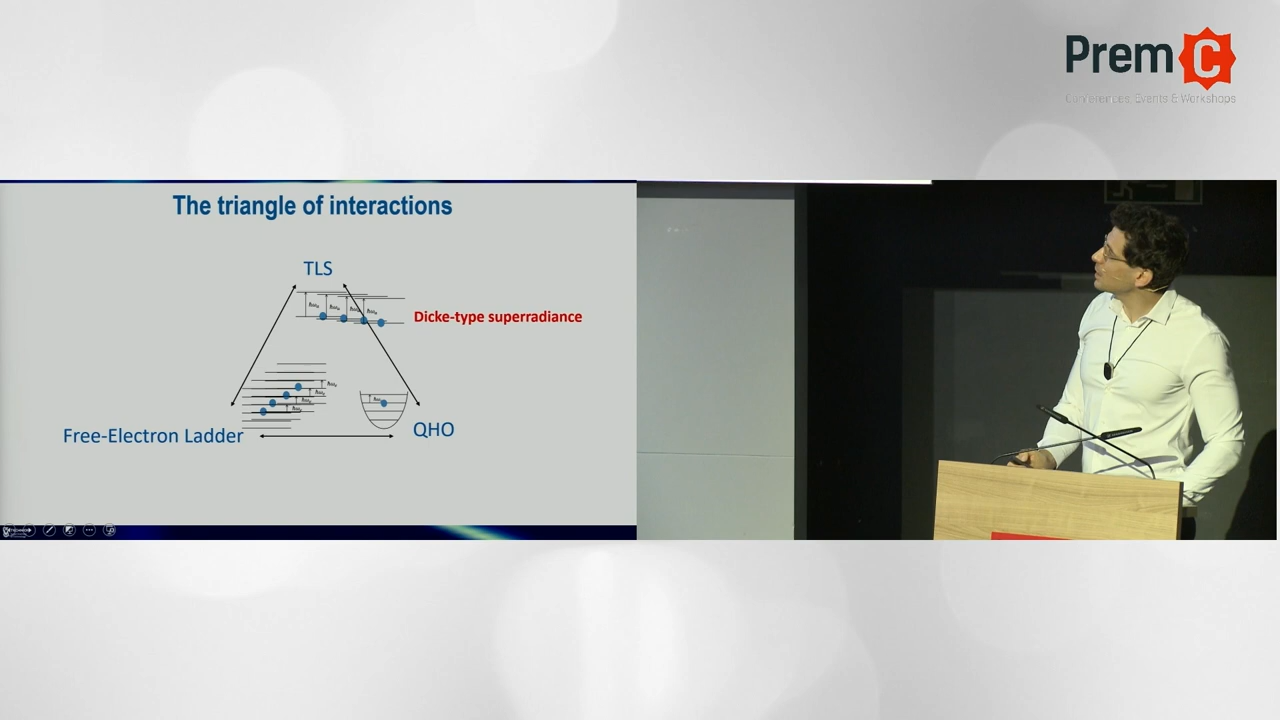 Prem C
Conferences, Events & Workshops
The triangle of interactions
TLS
Dicke-type superradiance
Free-Electron Ladder
QHO